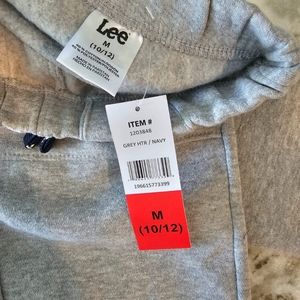 Lee
M
(10/12)
ITEM #
1203848
GREY HTR / NAVY
196615773399
M
(10/12)